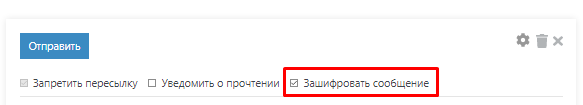 Отправить
Запретить пересылку Уведомить о прочтении Зашифровать сообщение